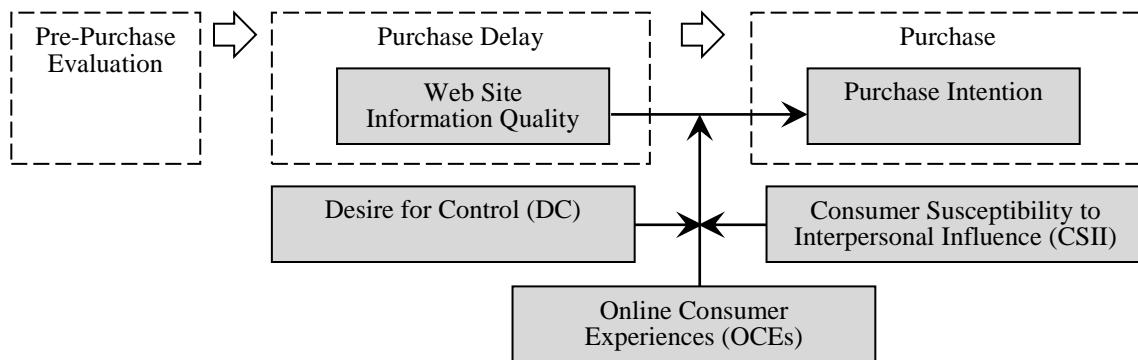 Pre-Purchase
Evaluation
Purchase Delay
Web Site
Information Quality
Purchase
Purchase Intention
Desire for Control (DC)
Consumer Susceptibility to
Interpersonal Influence (CSII)
Online Consumer
Experiences (OCEs)